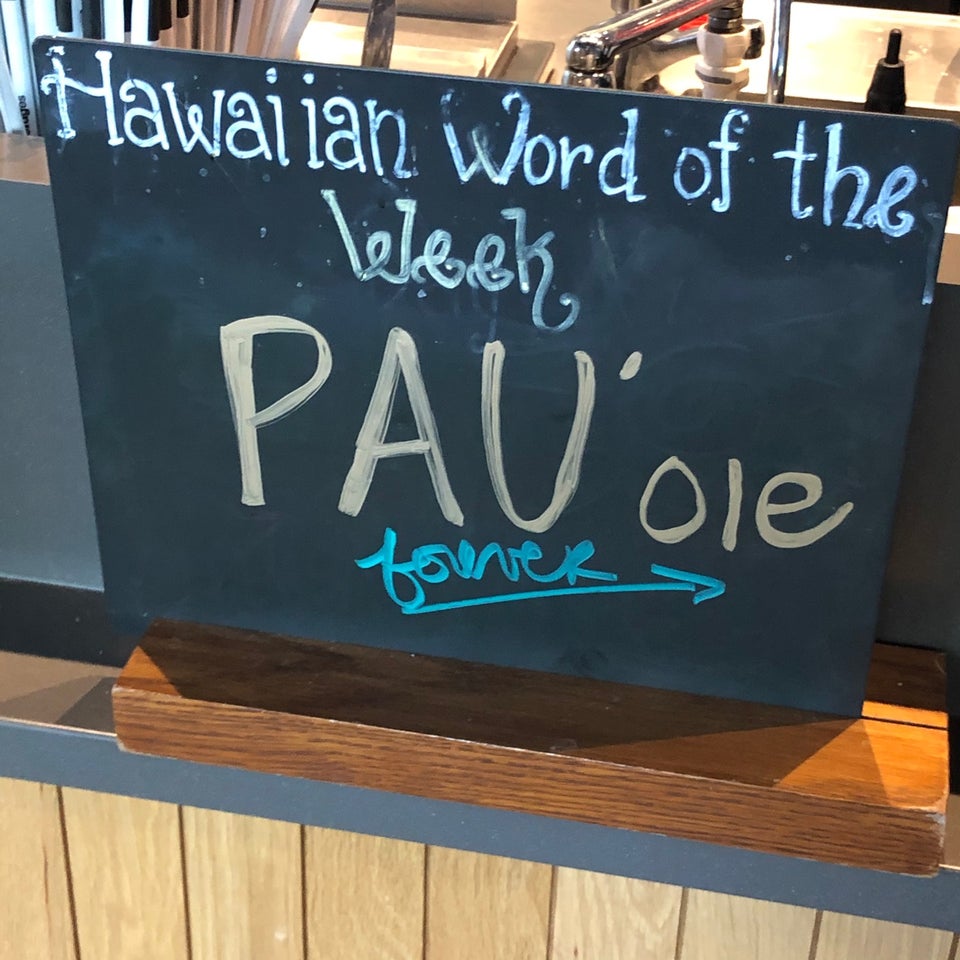 Hawaiian Word of the
Week
PAU' ole
forever